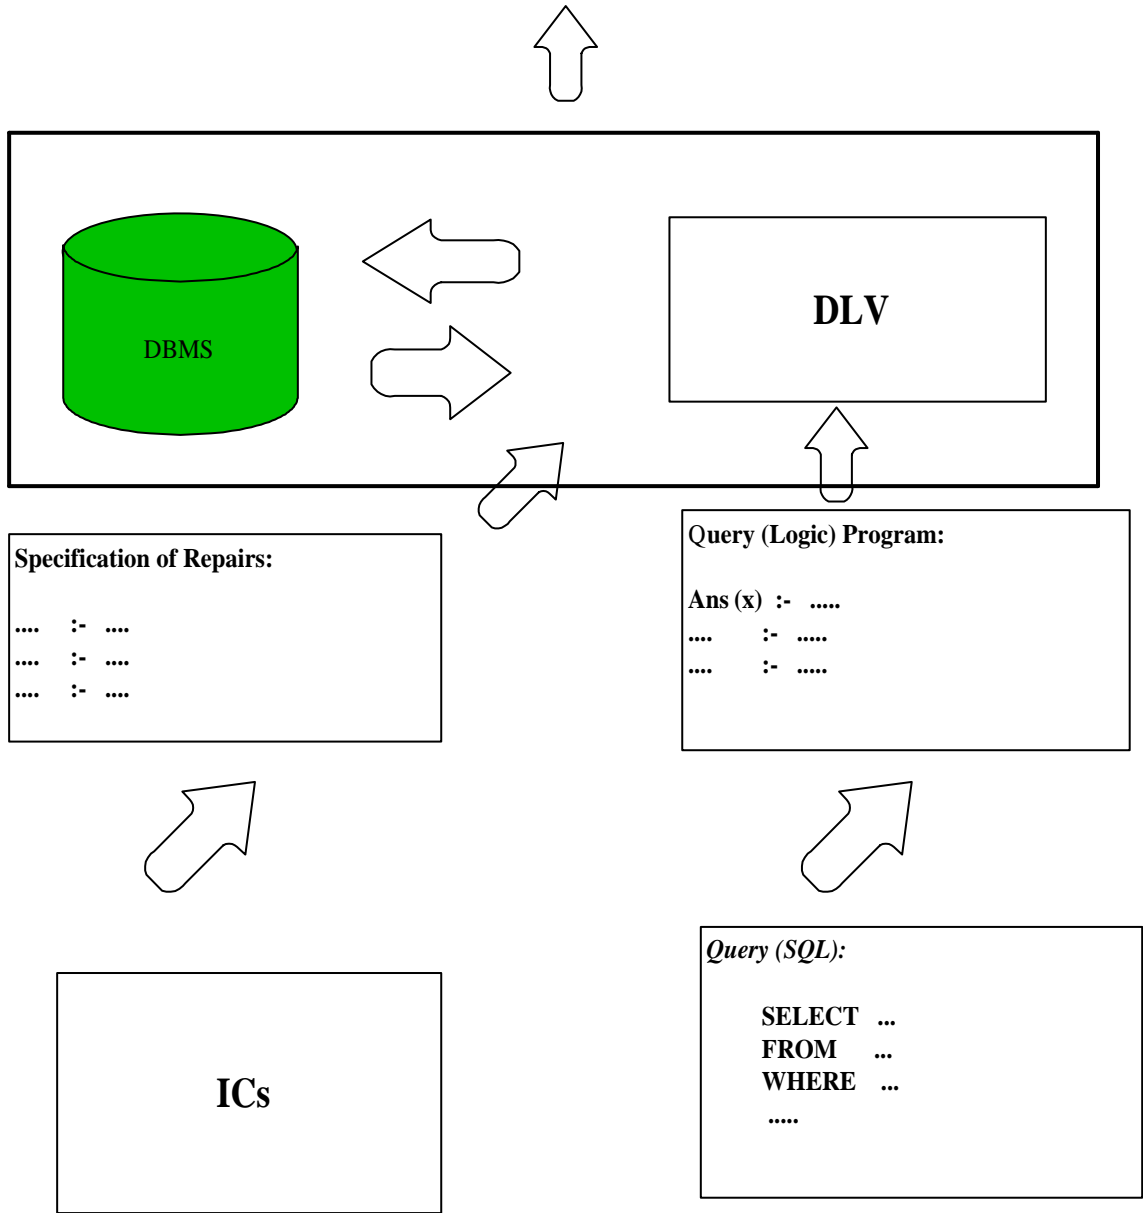 DBMS
DLV
Specification of Repairs:
.... :- ....
.... :- ....
.... :- ....
Query (Logic) Program:
Ans (x) :- .....
.... :- .....
.... :- .....
ICs
Query (SQL):
SELECT ...
FROM ...
WHERE ...
.....